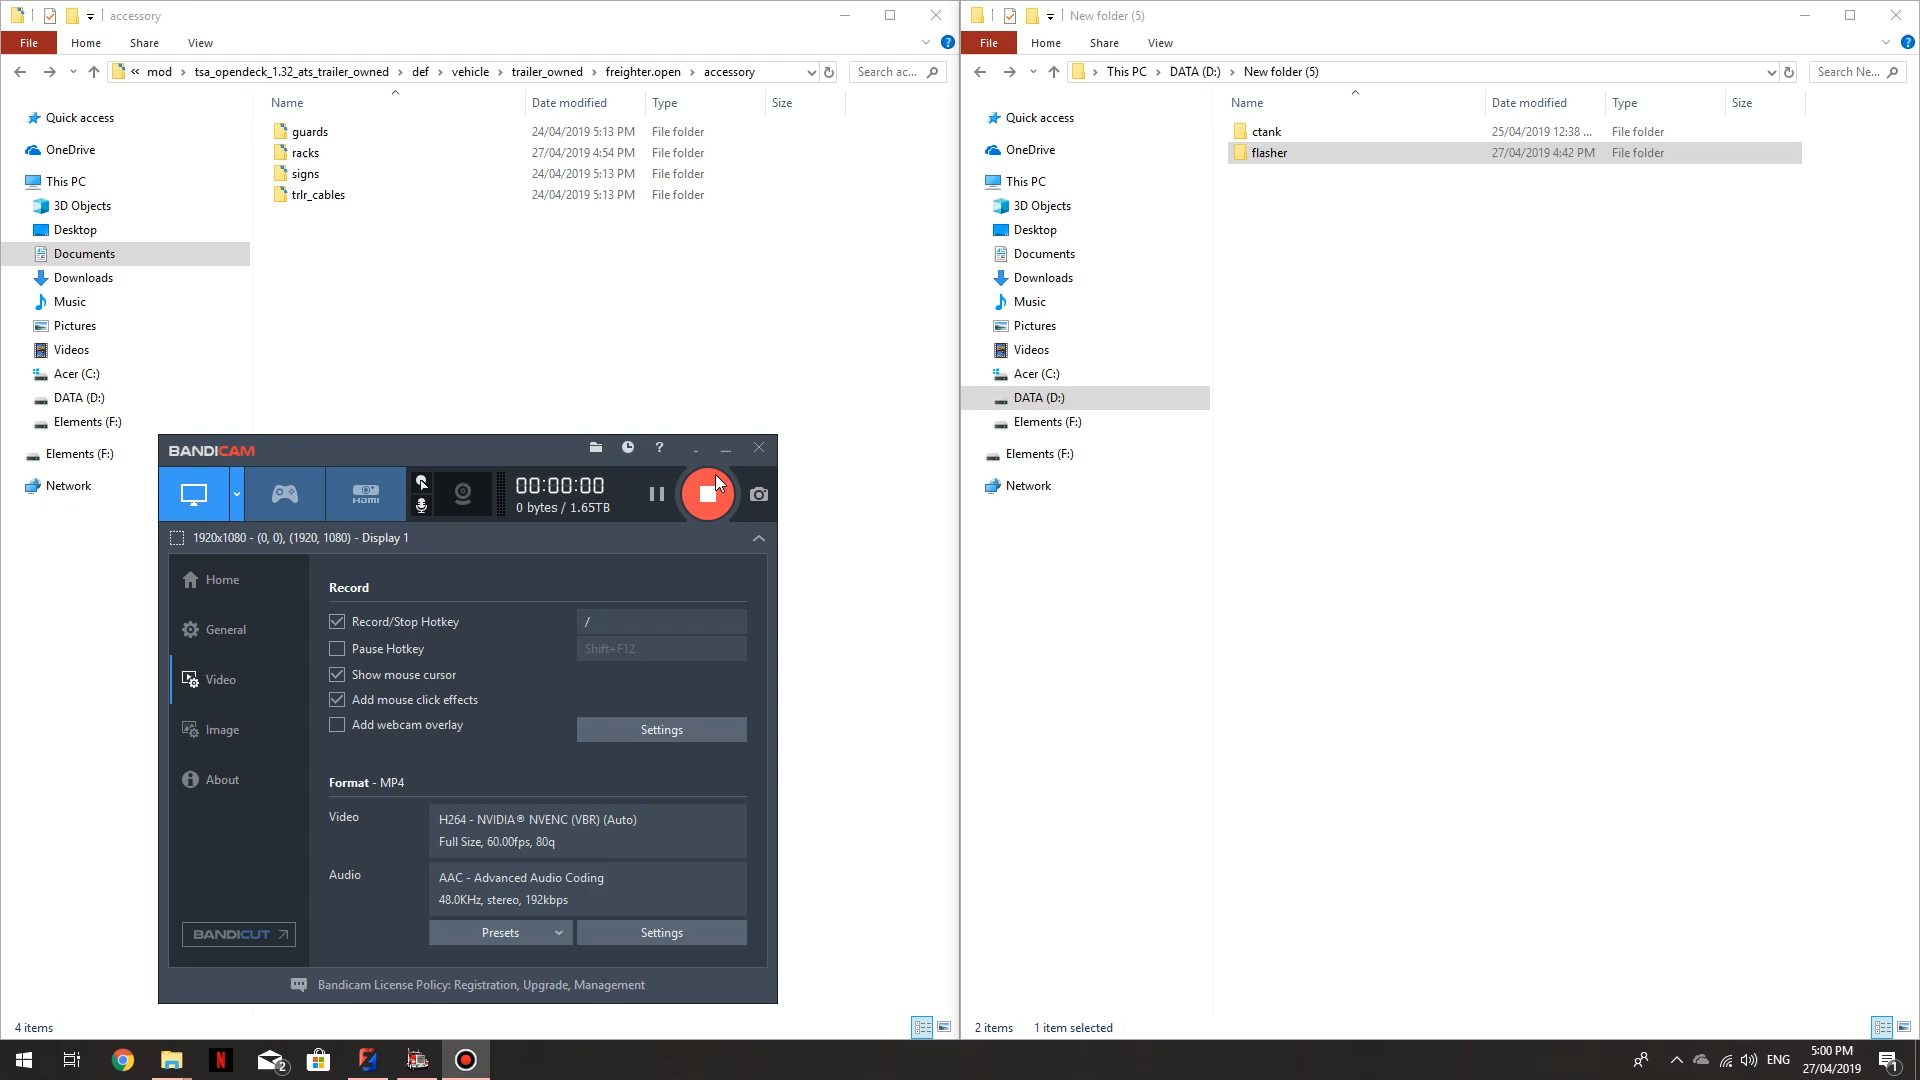 accessory
File
Home
Share
View
« mod › tsa_opendeck_1.32_ats_trailer_owned › def › vehicle › trailer_owned › freighter.open › accessory
Search ac...
Name
Date modified
Type
Size
Quick access
OneDrive
This PC
3D Objects
Desktop
Documents
Downloads
Music
Pictures
Videos
Acer (C:)
DATA (D:)
Elements (F:)
Elements (F:)
Network
guards 24/04/2019 5:13 PM File folder
racks 27/04/2019 4:54 PM File folder
signs 24/04/2019 5:13 PM File folder
trlr_cables 24/04/2019 5:13 PM File folder
4 items
BANDICAM
?
HDMI
00:00:00
0 bytes / 1.65TB
1920x1080 - (0, 0), (1920, 1080) - Display 1
Home
General
Video
Image
About
BANDICUT
Record
Record/Stop Hotkey /
Pause Hotkey Shift+F12
Show mouse cursor
Add mouse click effects
Add webcam overlay
Settings
Format - MP4
Video
H264 - NVIDIA® NVENC (VBR) (Auto)
Full Size, 60.00fps, 80q
Audio
AAC - Advanced Audio Coding
48.0KHz, stereo, 192kbps
Presets
Settings
Bandicam License Policy: Registration, Upgrade, Management
New folder (5)
File
Home
Share
View
› This PC › DATA (D:) › New folder (5)
Search Ne...
Name
Date modified
Type
Size
Quick access
OneDrive
This PC
3D Objects
Desktop
Documents
Downloads
Music
Pictures
Videos
Acer (C:)
DATA (D:)
Elements (F:)
Elements (F:)
Network
ctank 25/04/2019 12:38 ... File folder
flasher 27/04/2019 4:42 PM File folder
2 items
1 item selected
N
2
ENG
5:00 PM
27/04/2019
1